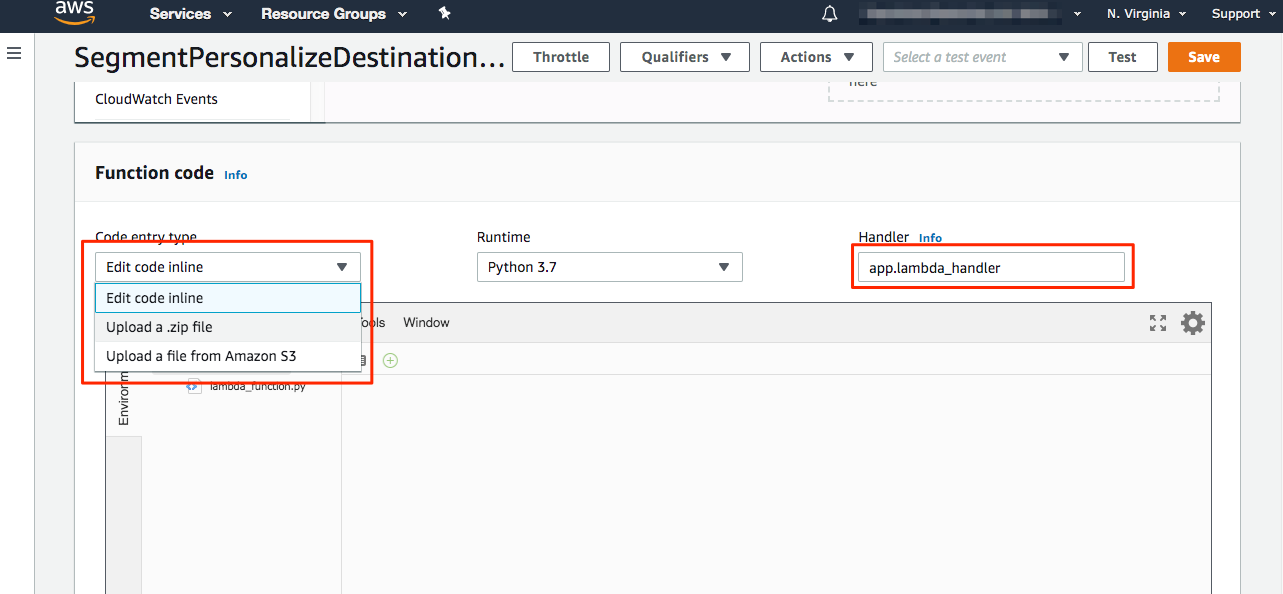 aws Services Resource Groups N. Virginia Support
SegmentPersonalizeDestination... Throttle Qualifiers Actions Select a test event Test Save
CloudWatch Events
here
Function code Info
Code entry type Runtime Handler Info
Edit code inline Python 3.7 app.lambda_handler
Edit code inline
Upload a .zip file
Tools Window
Upload a file from Amazon S3
lambda_function.py
Environm